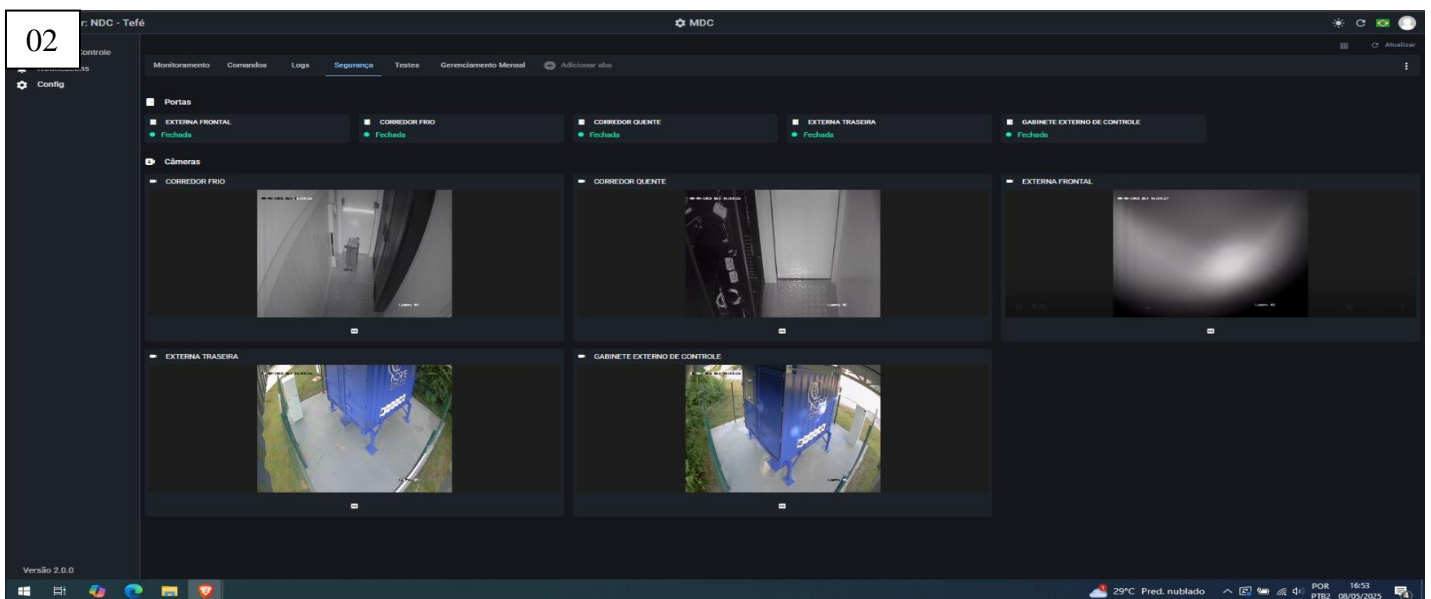 02
r: NDC - Tefé
MDC
ontrole
Atualizar
Monitoramento Comandos Logs Segurança Testes Gerenciamento Mensal Adicionar aba
Config
Portas
EXTERNA FRONTAL
Fechada
CORREDOR FRIO
Fechada
CORREDOR QUENTE
Fechada
EXTERNA TRASEIRA
Fechada
GABINETE EXTERNO DE CONTROLE
Fechada
Câmeras
CORREDOR FRIO
CORREDOR QUENTE
EXTERNA FRONTAL
EXTERNA TRASEIRA
GABINETE EXTERNO DE CONTROLE
Versão 2.0.0
29°C Pred. nublado
POR 16:53
PTB2 08/05/2025